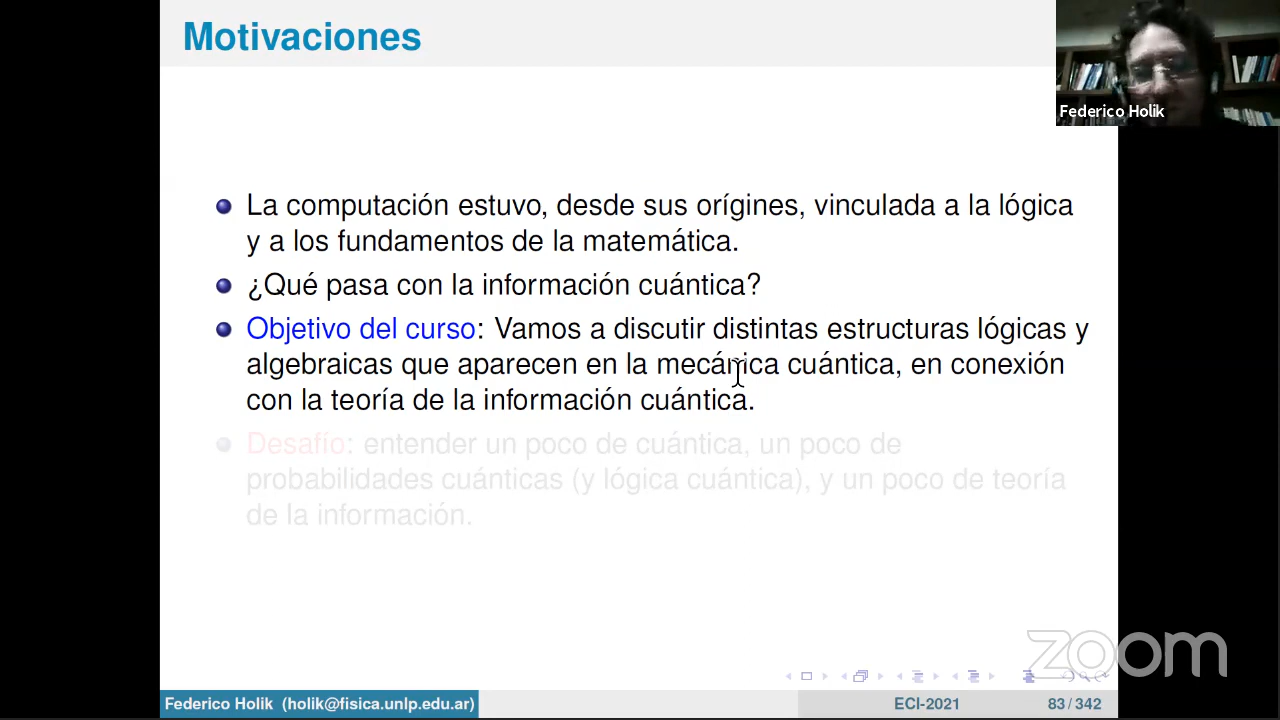 Motivaciones
Federico Holik
La computación estuvo, desde sus orígines, vinculada a la lógica
y a los fundamentos de la matemática.
¿Qué pasa con la información cuántica?
Objetivo del curso: Vamos a discutir distintas estructuras lógicas y
algebraicas que aparecen en la mecánica cuántica, en conexión
con la teoría de la información cuántica.
Desafío: entender un poco de cuántica, un poco de
probabilidades cuánticas (y lógica cuántica), y un poco de teoría
de la información.
zoom
Federico Holik (holik@fisica.unlp.edu.ar)
ECI-2021
83 / 342